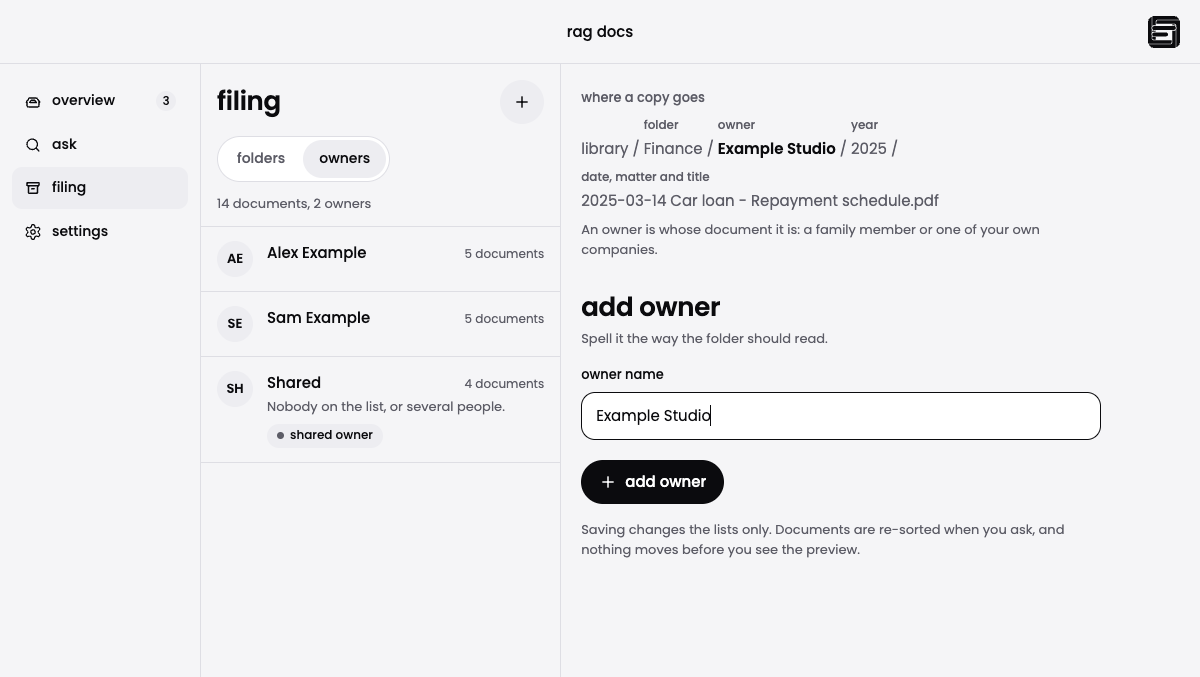 rag docs
overview 3
ask
filing
settings
filing
folders owners
14 documents, 2 owners
AE Alex Example 5 documents
SE Sam Example 5 documents
SH Shared 4 documents
Nobody on the list, or several people.
shared owner
where a copy goes
folder owner year
library / Finance / Example Studio / 2025 /
date, matter and title
2025-03-14 Car loan - Repayment schedule.pdf
An owner is whose document it is: a family member or one of your own
companies.
add owner
Spell it the way the folder should read.
owner name
Example Studio
+ add owner
Saving changes the lists only. Documents are re-sorted when you ask, and
nothing moves before you see the preview.